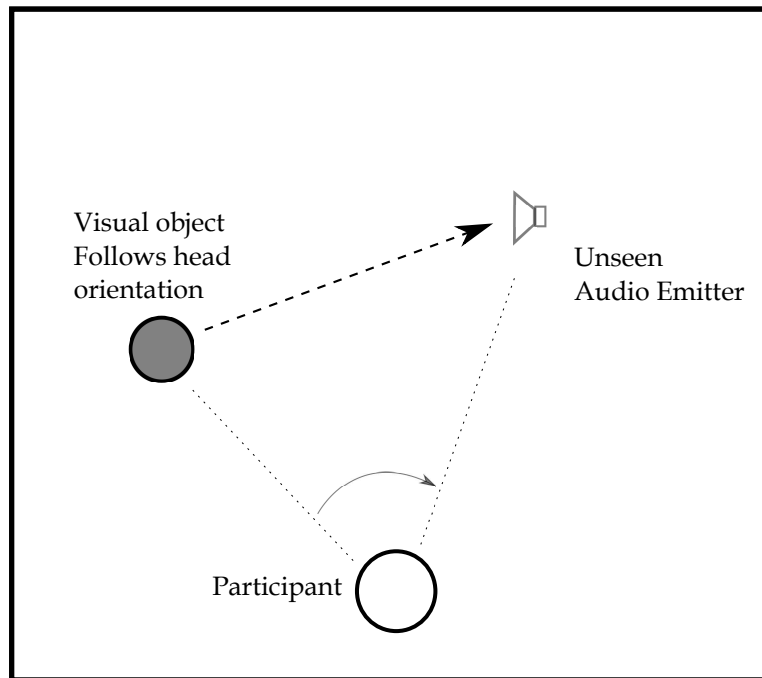 Visual object
Follows head
orientation
Unseen
Audio Emitter
Participant